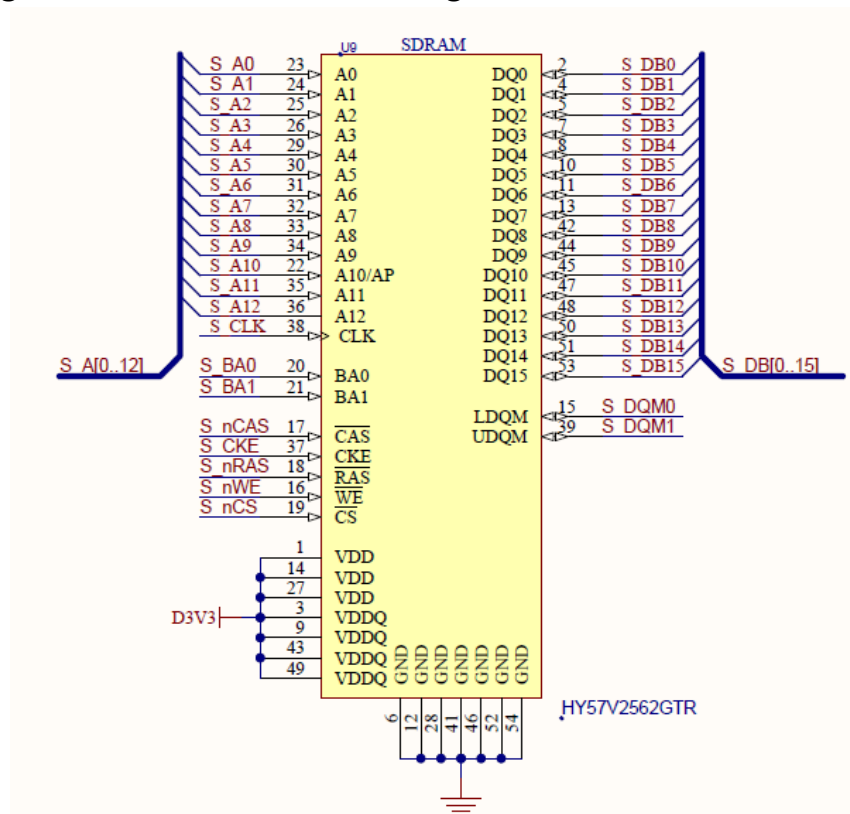 U9 SDRAM
S_A0 23 A0 DQ0 2 S_DB0
S_A1 24 A1 DQ1 4 S_DB1
S_A2 25 A2 DQ2 5 S_DB2
S_A3 26 A3 DQ3 7 S_DB3
S_A4 29 A4 DQ4 8 S_DB4
S_A5 30 A5 DQ5 10 S_DB5
S_A6 31 A6 DQ6 11 S_DB6
S_A7 32 A7 DQ7 13 S_DB7
S_A8 33 A8 DQ8 42 S_DB8
S_A9 34 A9 DQ9 44 S_DB9
S_A10 22 A10/AP DQ10 45 S_DB10
S_A11 35 A11 DQ11 47 S_DB11
S_A12 36 A12 DQ12 48 S_DB12
S_CLK 38 CLK DQ13 50 S_DB13
DQ14 51 S_DB14
S_A[0..12] S_BA0 20 BA0 DQ15 53 S_DB15 S_DB[0..15]
S_BA1 21 BA1
LDQM 15 S_DQM0
S_nCAS 17 CAS UDQM 39 S_DQM1
S_CKE 37 CKE
S_nRAS 18 RAS
S_nWE 16 WE
S_nCS 19 CS
1 VDD
14 VDD
27 VDD
D3V3 3 VDDQ
9 VDDQ
43 VDDQ
49 VDDQ
GND GND GND GND GND GND GND
6 12 28 41 46 52 54
HY57V2562GTR